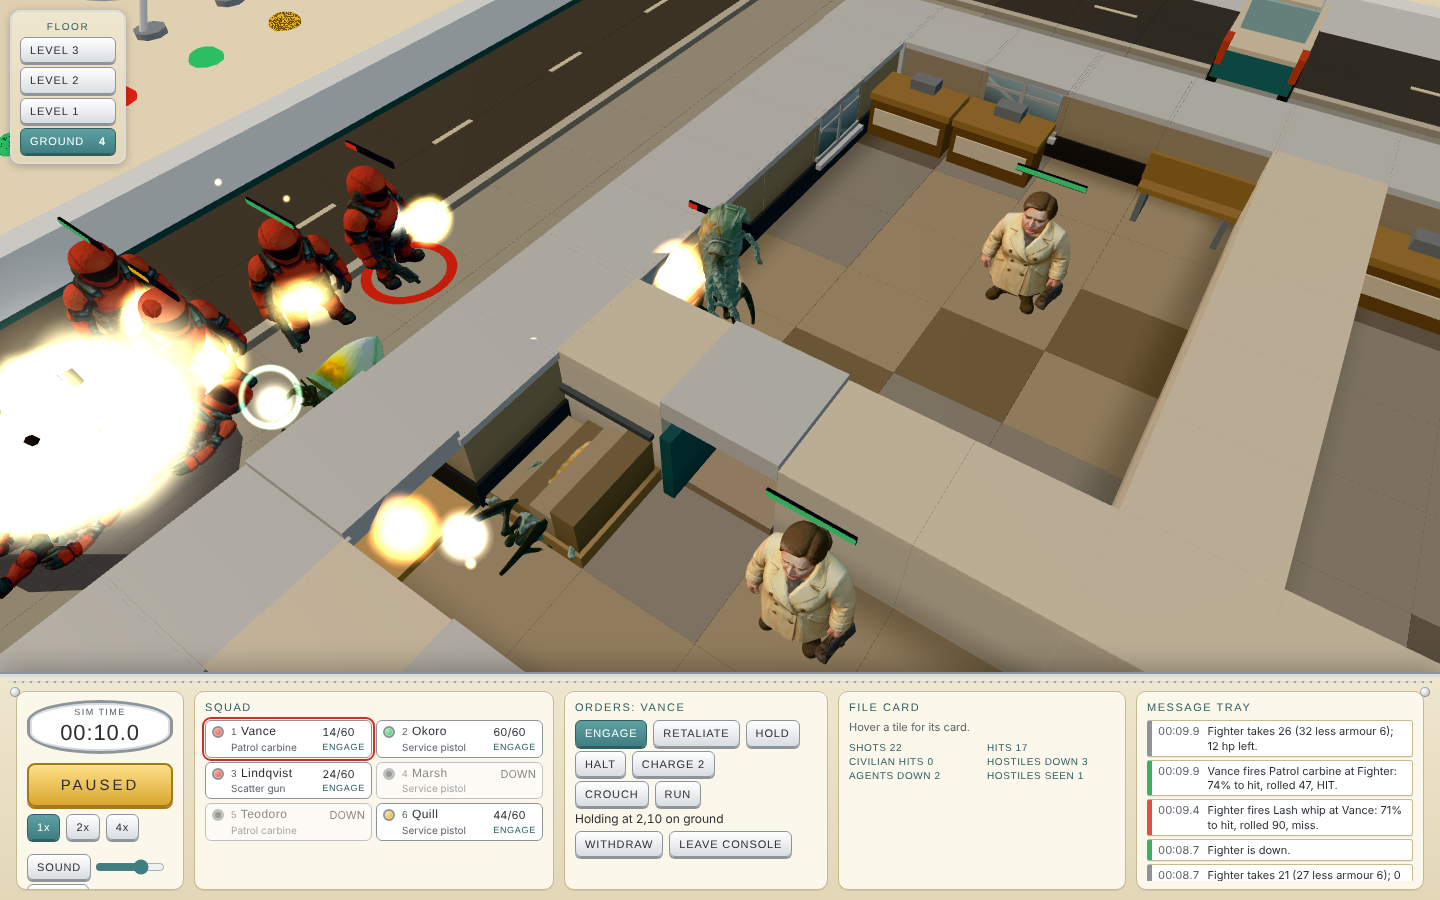 FLOOR
LEVEL 3
LEVEL 2
LEVEL 1
GROUND 4
SIM TIME
00:10.0
PAUSED
1x 2x 4x
SOUND
SQUAD
1 Vance 14/60
Patrol carbine ENGAGE
2 Okoro 60/60
Service pistol ENGAGE
3 Lindqvist 24/60
Scatter gun ENGAGE
4 Marsh DOWN
Service pistol
5 Teodoro DOWN
Patrol carbine
6 Quill 44/60
Service pistol ENGAGE
ORDERS: VANCE
ENGAGE RETALIATE HOLD
HALT CHARGE 2
CROUCH RUN
Holding at 2,10 on ground
WITHDRAW LEAVE CONSOLE
FILE CARD
Hover a tile for its card.
SHOTS 22 HITS 17
CIVILIAN HITS 0 HOSTILES DOWN 3
AGENTS DOWN 2 HOSTILES SEEN 1
MESSAGE TRAY
00:09.9 Fighter takes 26 (32 less armour 6);
12 hp left.
00:09.9 Vance fires Patrol carbine at Fighter:
74% to hit, rolled 47, HIT.
00:09.4 Fighter fires Lash whip at Vance: 71%
to hit, rolled 90, miss.
00:08.7 Fighter is down.
00:08.7 Fighter takes 21 (27 less armour 6); 0